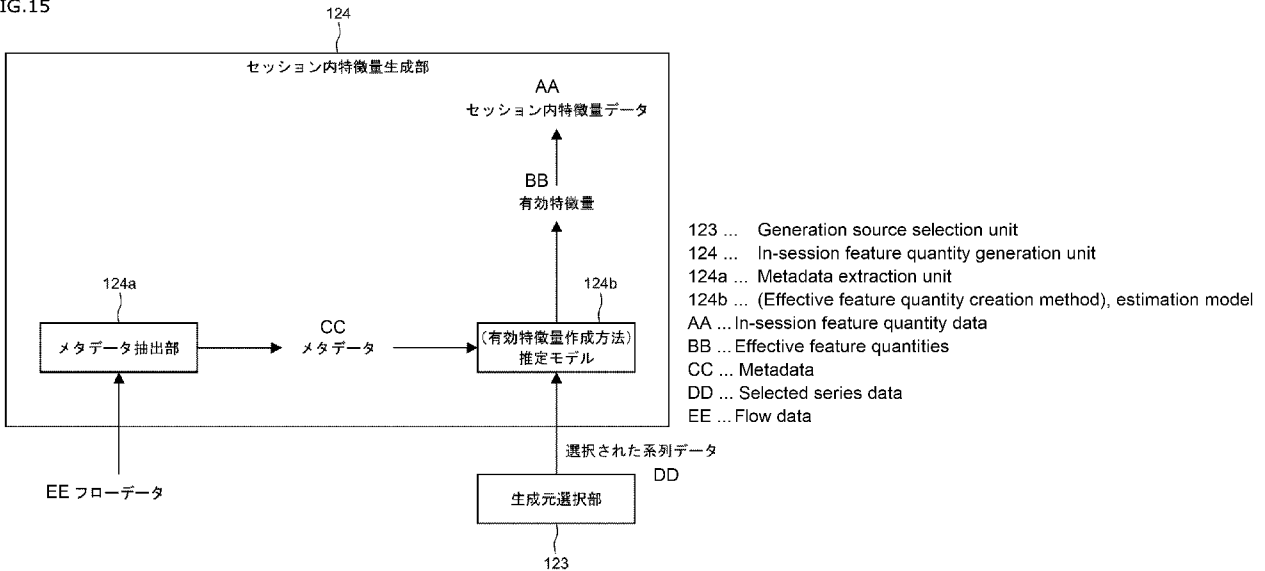 IG.15
124
セッション内特徴量生成部
AA
セッション内特徴量データ
BB
有効特徴量
124a
124b
メタデータ抽出部
CC
メタデータ
(有効特徴量作成方法)
推定モデル
選択された系列データ
DD
EE フローデータ
生成元選択部
123
123 ... Generation source selection unit
124 ... In-session feature quantity generation unit
124a ... Metadata extraction unit
124b ... (Effective feature quantity creation method), estimation model
AA ... In-session feature quantity data
BB ... Effective feature quantities
CC ... Metadata
DD ... Selected series data
EE ... Flow data